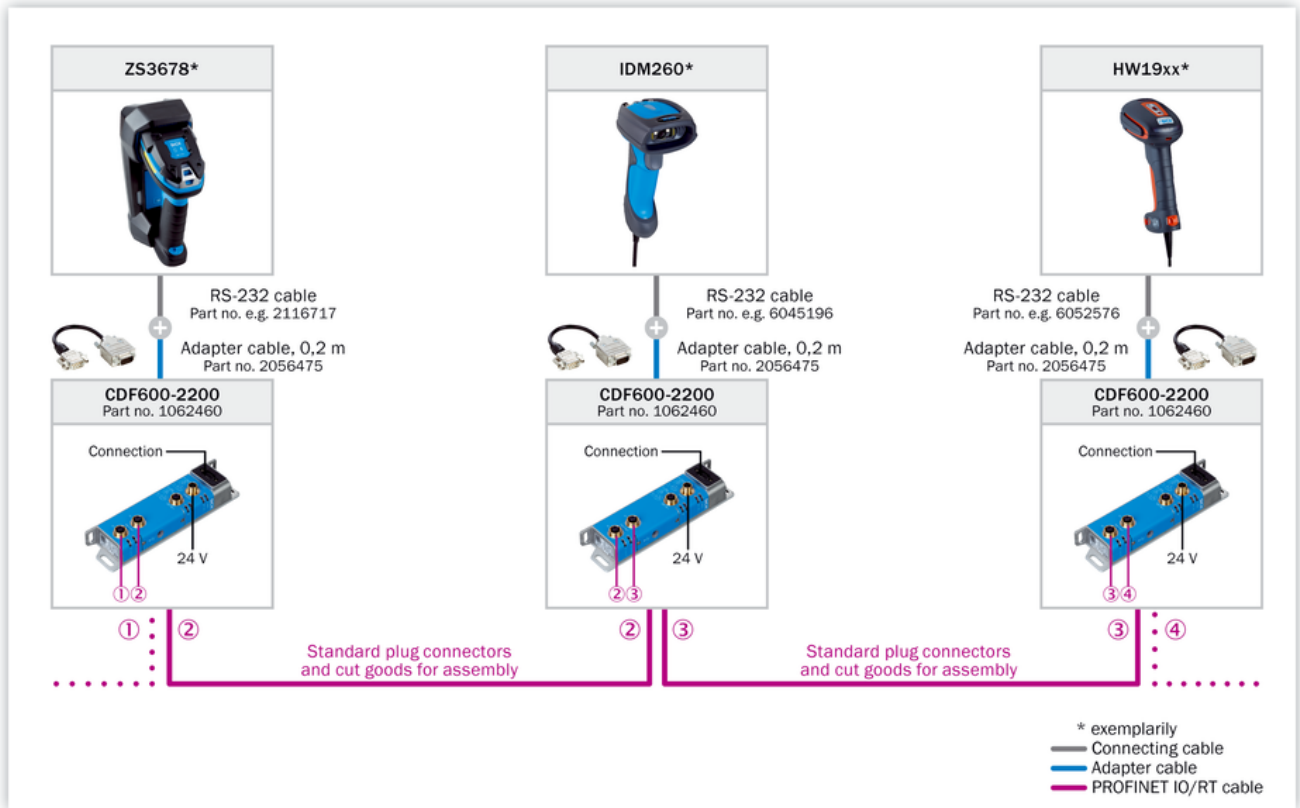 ZS3678*
IDM260*
HW19xx*
RS-232 cable
Part no. e.g. 2116717
Adapter cable, 0,2 m
Part no. 2056475
RS-232 cable
Part no. e.g. 6045196
Adapter cable, 0,2 m
Part no. 2056475
RS-232 cable
Part no. e.g. 6052576
Adapter cable, 0,2 m
Part no. 2056475
CDF600-2200
Part no. 1062460
Connection
24 V
①②
CDF600-2200
Part no. 1062460
Connection
24 V
②③
CDF600-2200
Part no. 1062460
Connection
24 V
③④
① ②
② ③
③ ④
Standard plug connectors
and cut goods for assembly
Standard plug connectors
and cut goods for assembly
* exemplarily
Connecting cable
Adapter cable
PROFINET IO/RT cable